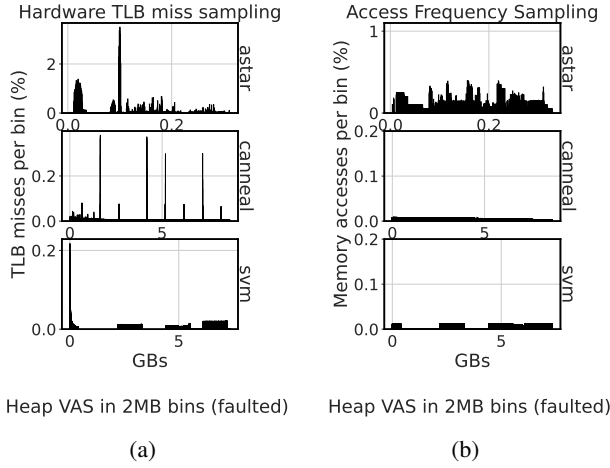 Hardware TLB miss sampling
TLB misses per bin (%)
2
0
0.0 0.2
astar
0.2
0.0
0 5
canneal
0.2
0.0
0 5
svm
GBs
Heap VAS in 2MB bins (faulted)
(a)
Access Frequency Sampling
Memory accesses per bin (%)
1
0
0.0 0.2
astar
0.2
0.1
0.0
0 5
canneal
0.2
0.1
0.0
0 5
svm
GBs
Heap VAS in 2MB bins (faulted)
(b)